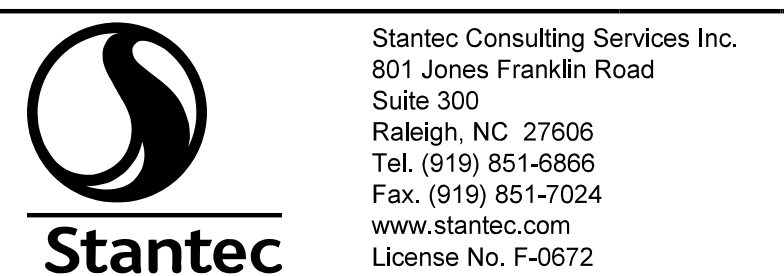 Stantec
Stantec Consulting Services Inc.
801 Jones Franklin Road
Suite 300
Raleigh, NC  27606
Tel. (919) 851-6866
Fax. (919) 851-7024
www.stantec.com
License No. F-0672